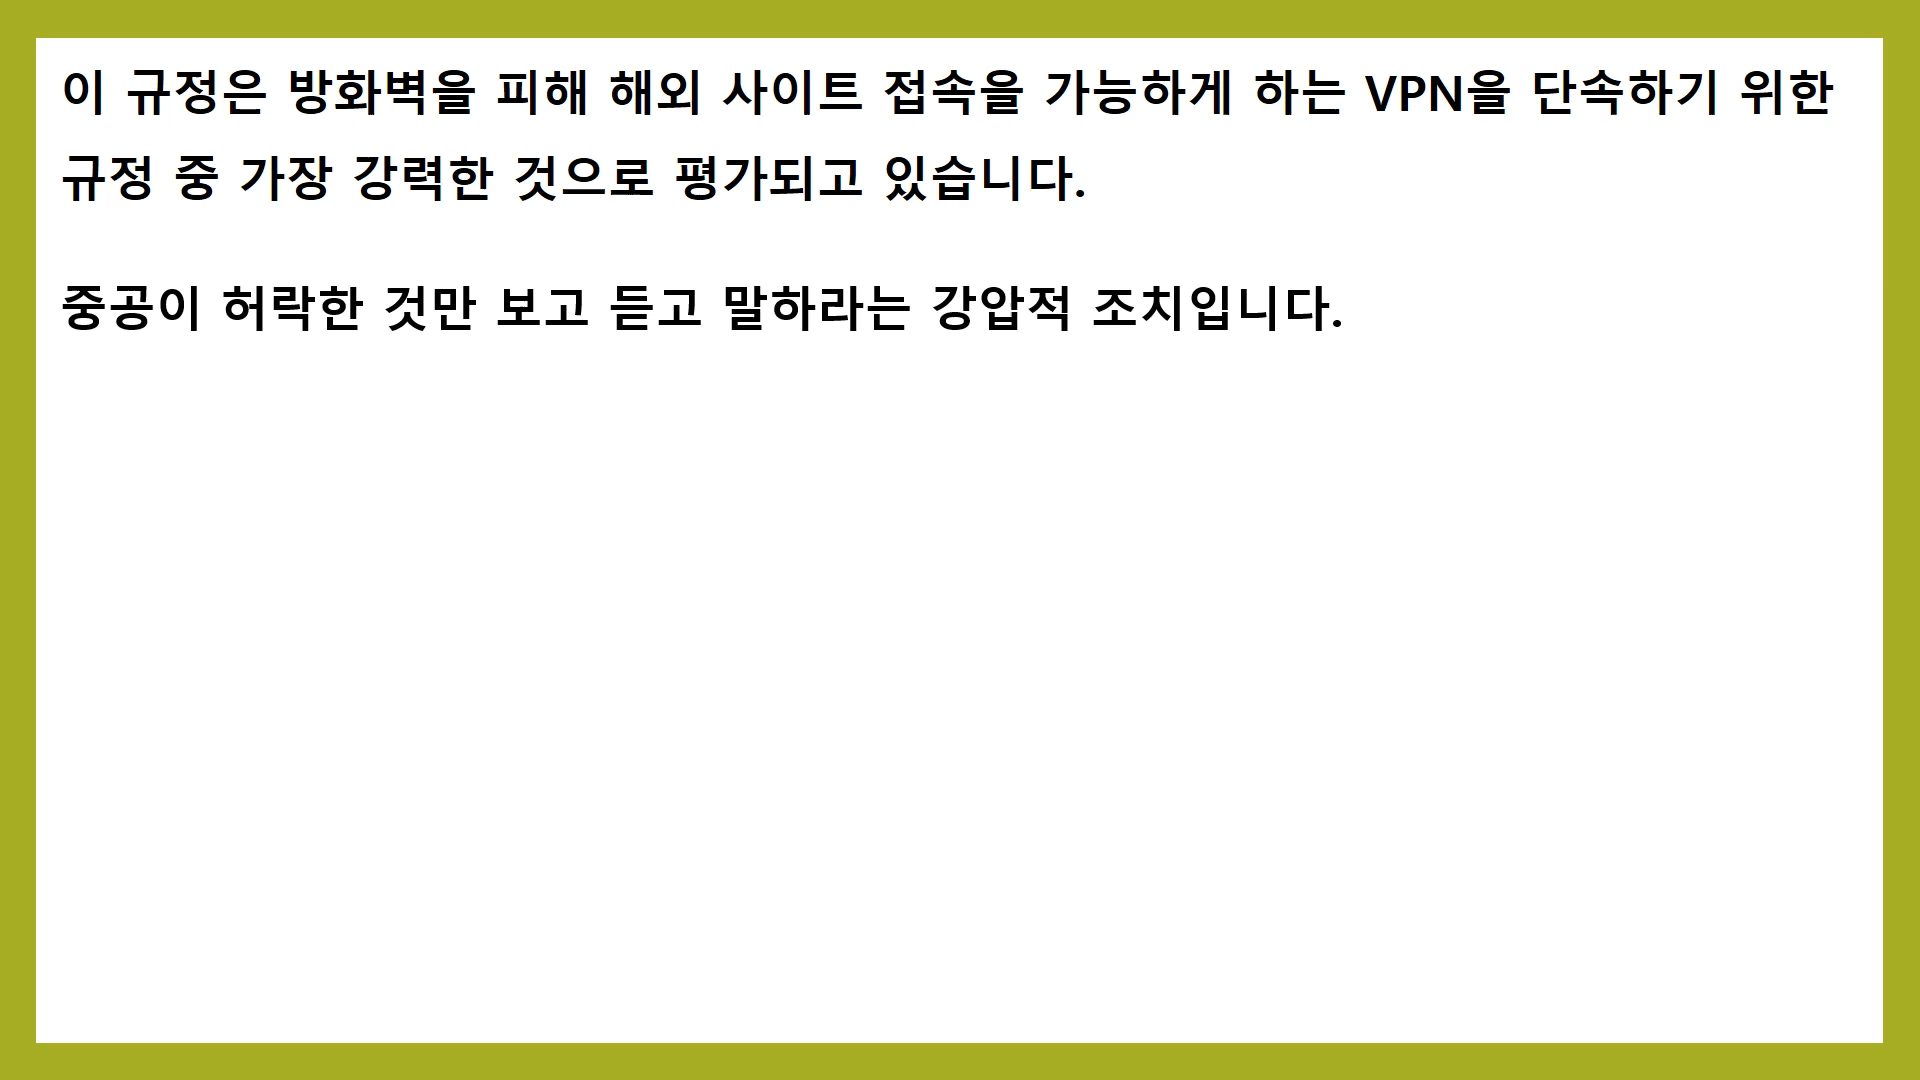 이 규정은 방화벽을 피해 해외 사이트 접속을 가능하게 하는 VPN을 단속하기 위한
규정 중 가장 강력한 것으로 평가되고 있습니다.
중공이 허락한 것만 보고 듣고 말하라는 강압적 조치입니다.